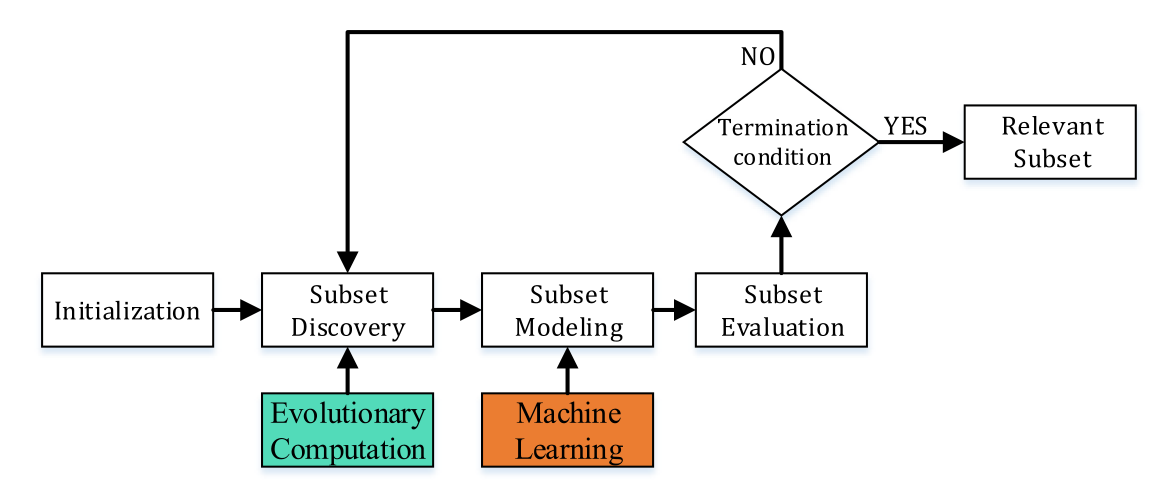 NO
Termination
condition
YES
Relevant
Subset
Initialization
Subset
Discovery
Subset
Modeling
Subset
Evaluation
Evolutionary
Computation
Machine
Learning